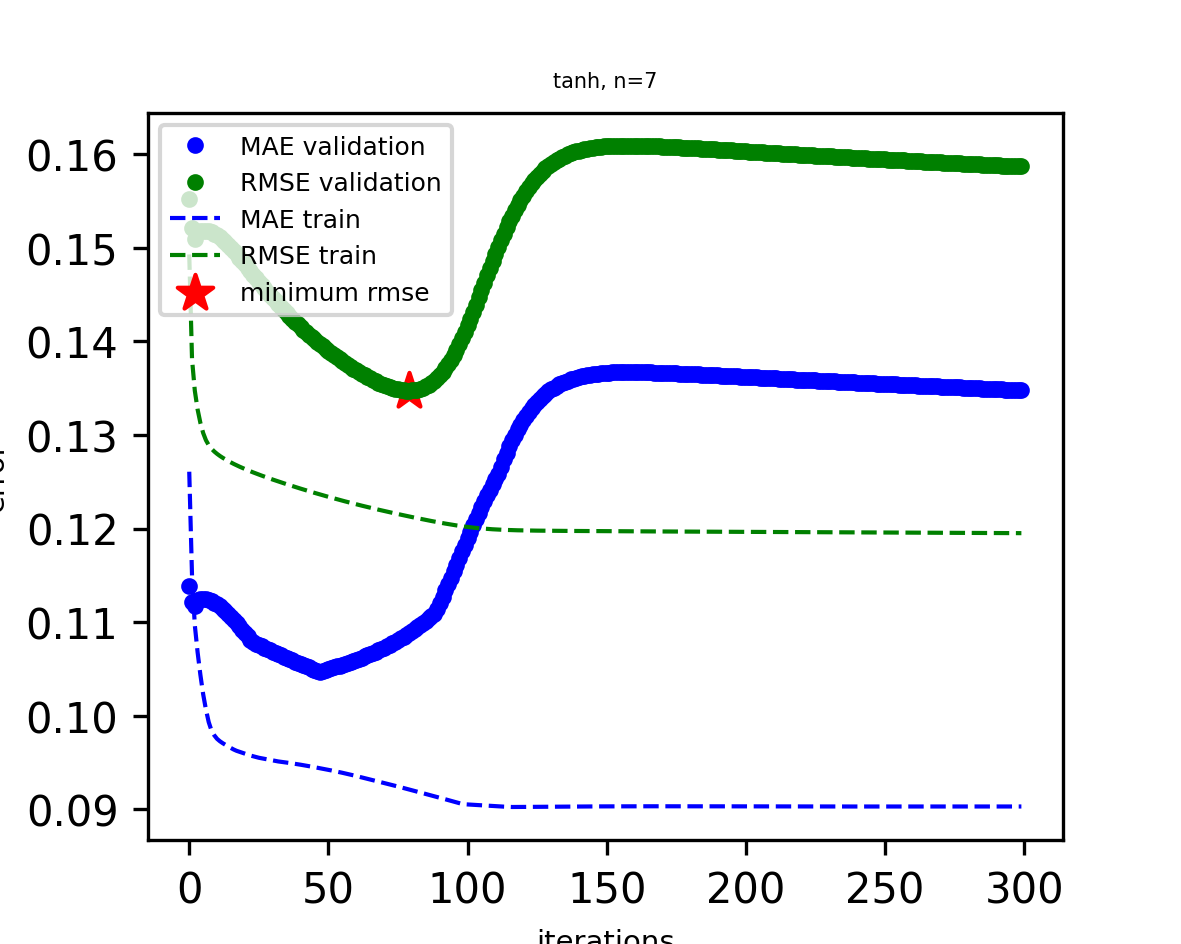 tanh, n=7
MAE validation
RMSE validation
MAE train
RMSE train
minimum rmse
0.16
0.15
0.14
0.13
0.12
0.11
0.10
0.09
0 50 100 150 200 250 300
iterations